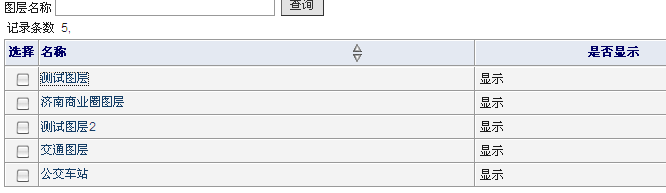 图层名称 查询
记录条数 5,
选择 名称 是否显示
测试图层 显示
济南商业圈图层 显示
测试图层2 显示
交通图层 显示
公交车站 显示